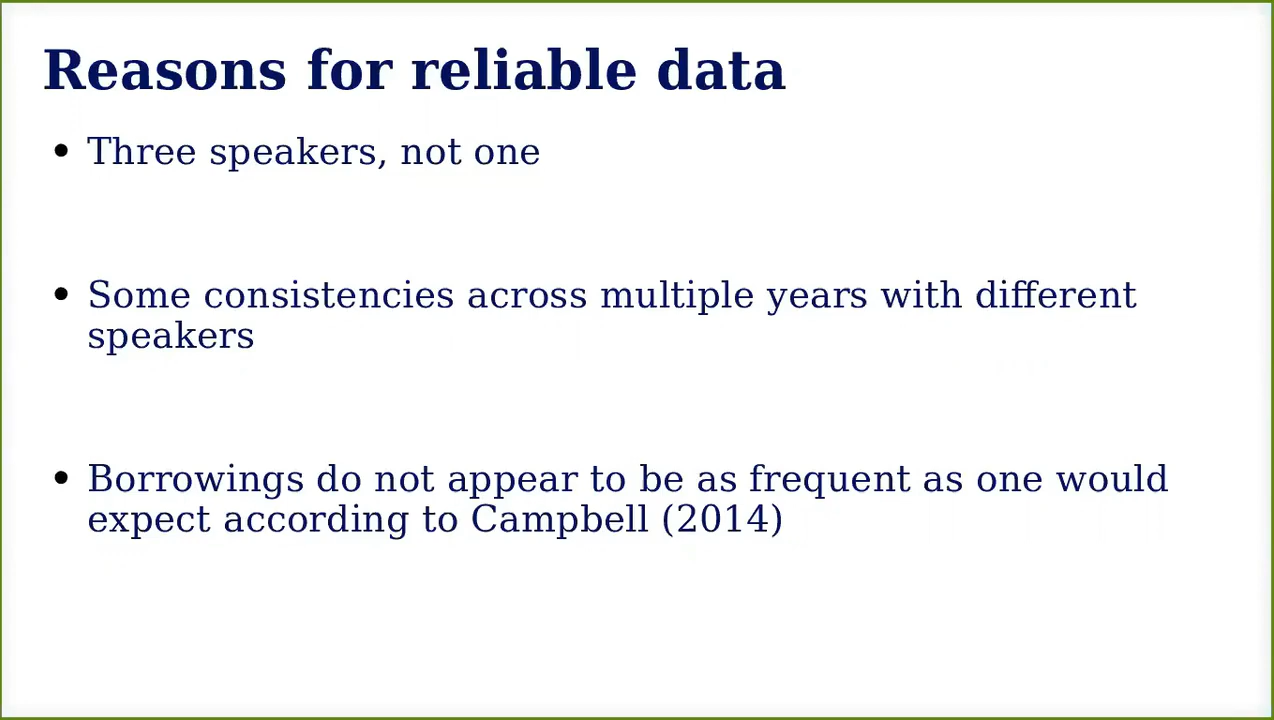 Reasons for reliable data
• Three speakers, not one
• Some consistencies across multiple years with different
speakers
• Borrowings do not appear to be as frequent as one would
expect according to Campbell (2014)